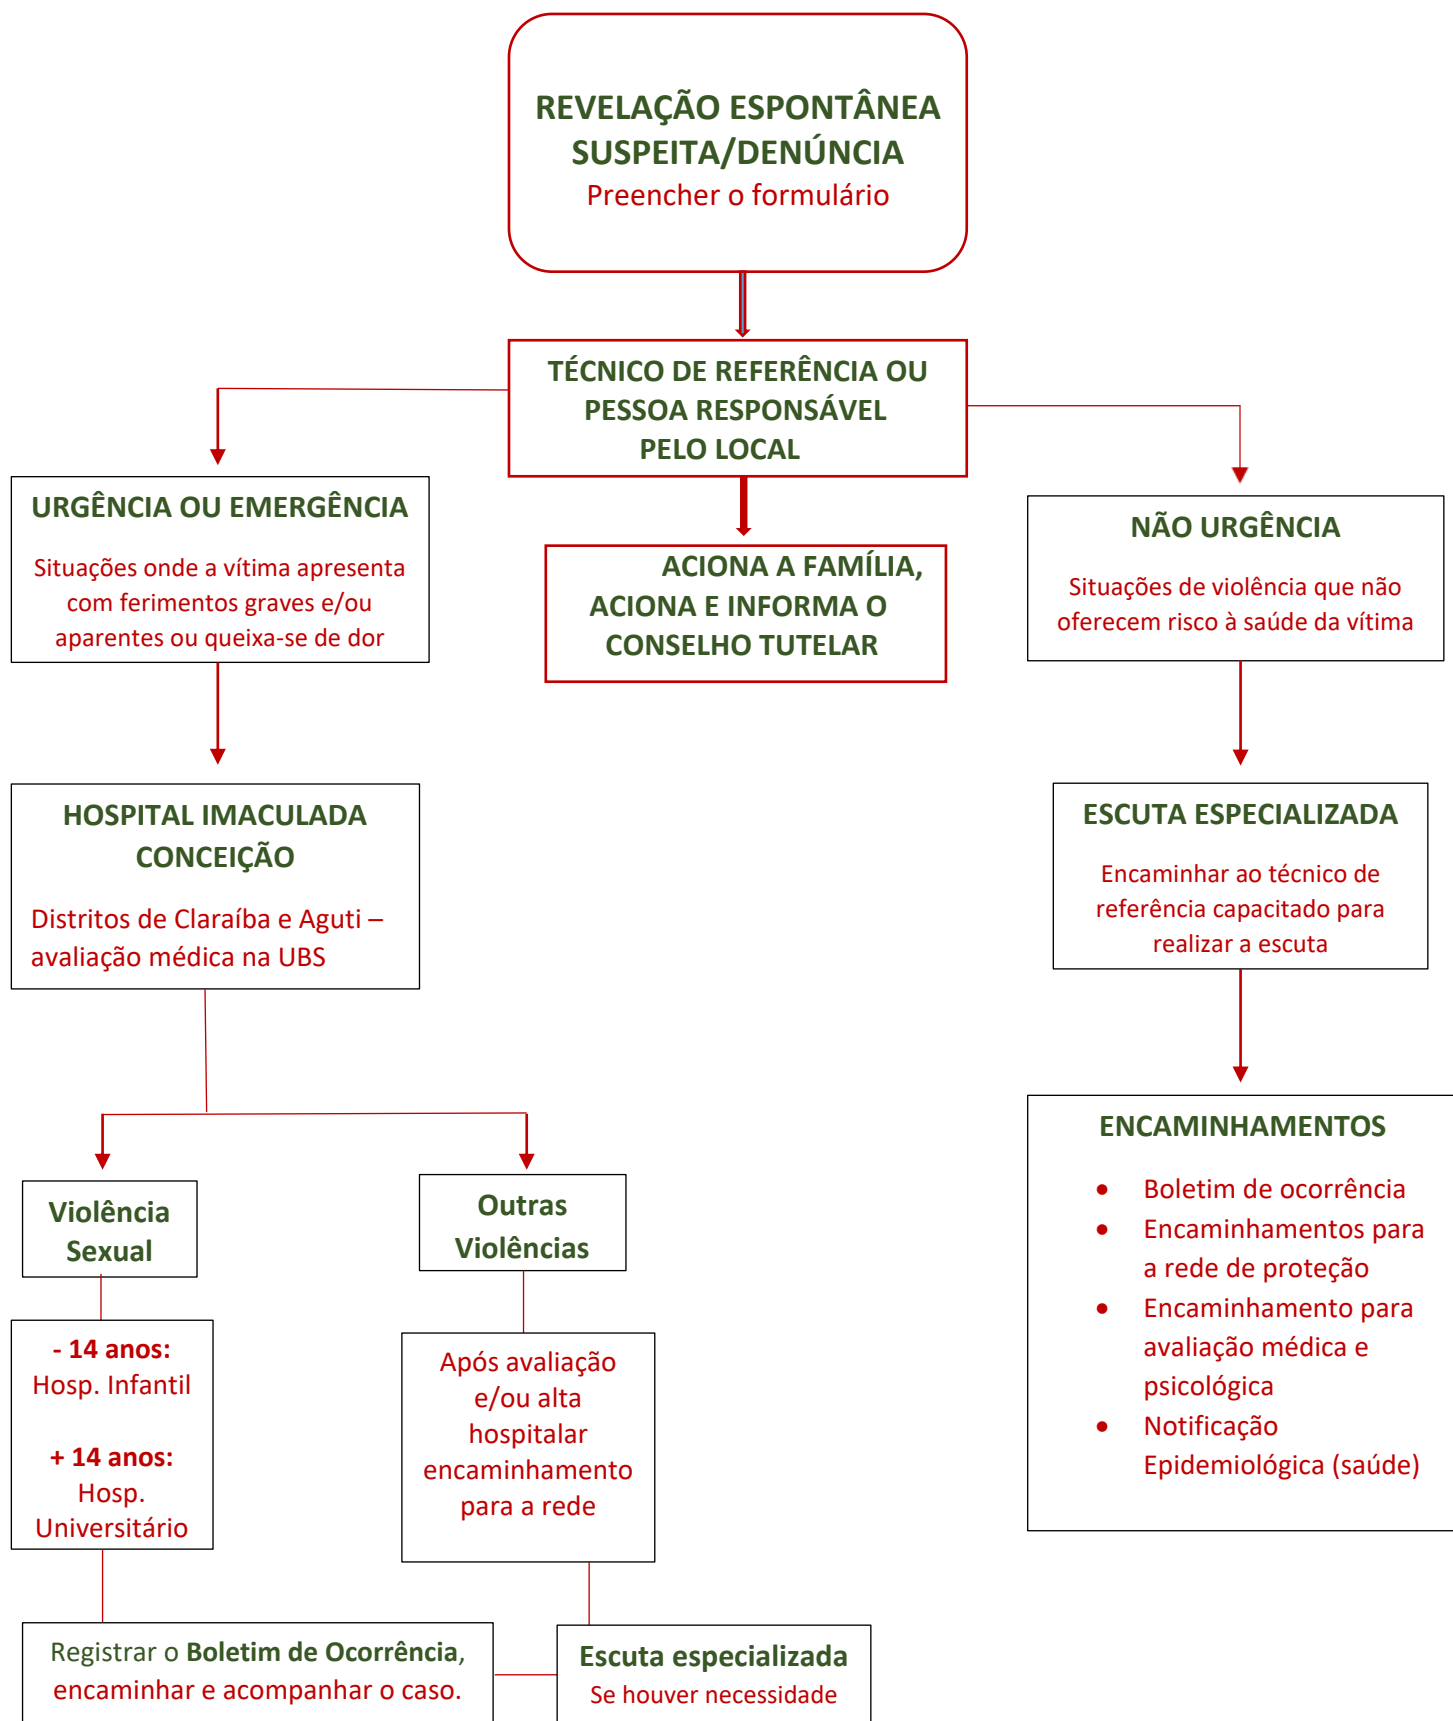 REVELAÇÃO ESPONTÂNEA
SUSPEITA/DENÚNCIA
Preencher o formulário
TÉCNICO DE REFERÊNCIA OU
PESSOA RESPONSÁVEL
PELO LOCAL
URGÊNCIA OU EMERGÊNCIA
Situações onde a vítima apresenta
com ferimentos graves e/ou
aparentes ou queixa-se de dor
ACIONA A FAMÍLIA,
ACIONA E INFORMA O
CONSELHO TUTELAR
NÃO URGÊNCIA
Situações de violência que não
oferecem risco à saúde da vítima
HOSPITAL IMACULADA
CONCEIÇÃO
Distritos de Claraíba e Aguti –
avaliação médica na UBS
ESCUTA ESPECIALIZADA
Encaminhar ao técnico de
referência capacitado para
realizar a escuta
Violência
Sexual
Outras
Violências
ENCAMINHAMENTOS
• Boletim de ocorrência
• Encaminhamentos para
a rede de proteção
• Encaminhamento para
avaliação médica e
psicológica
• Notificação
Epidemiológica (saúde)
- 14 anos:
Hosp. Infantil
+ 14 anos:
Hosp.
Universitário
Após avaliação
e/ou alta
hospitalar
encaminhamento
para a rede
Registrar o Boletim de Ocorrência,
encaminhar e acompanhar o caso.
Escuta especializada
Se houver necessidade